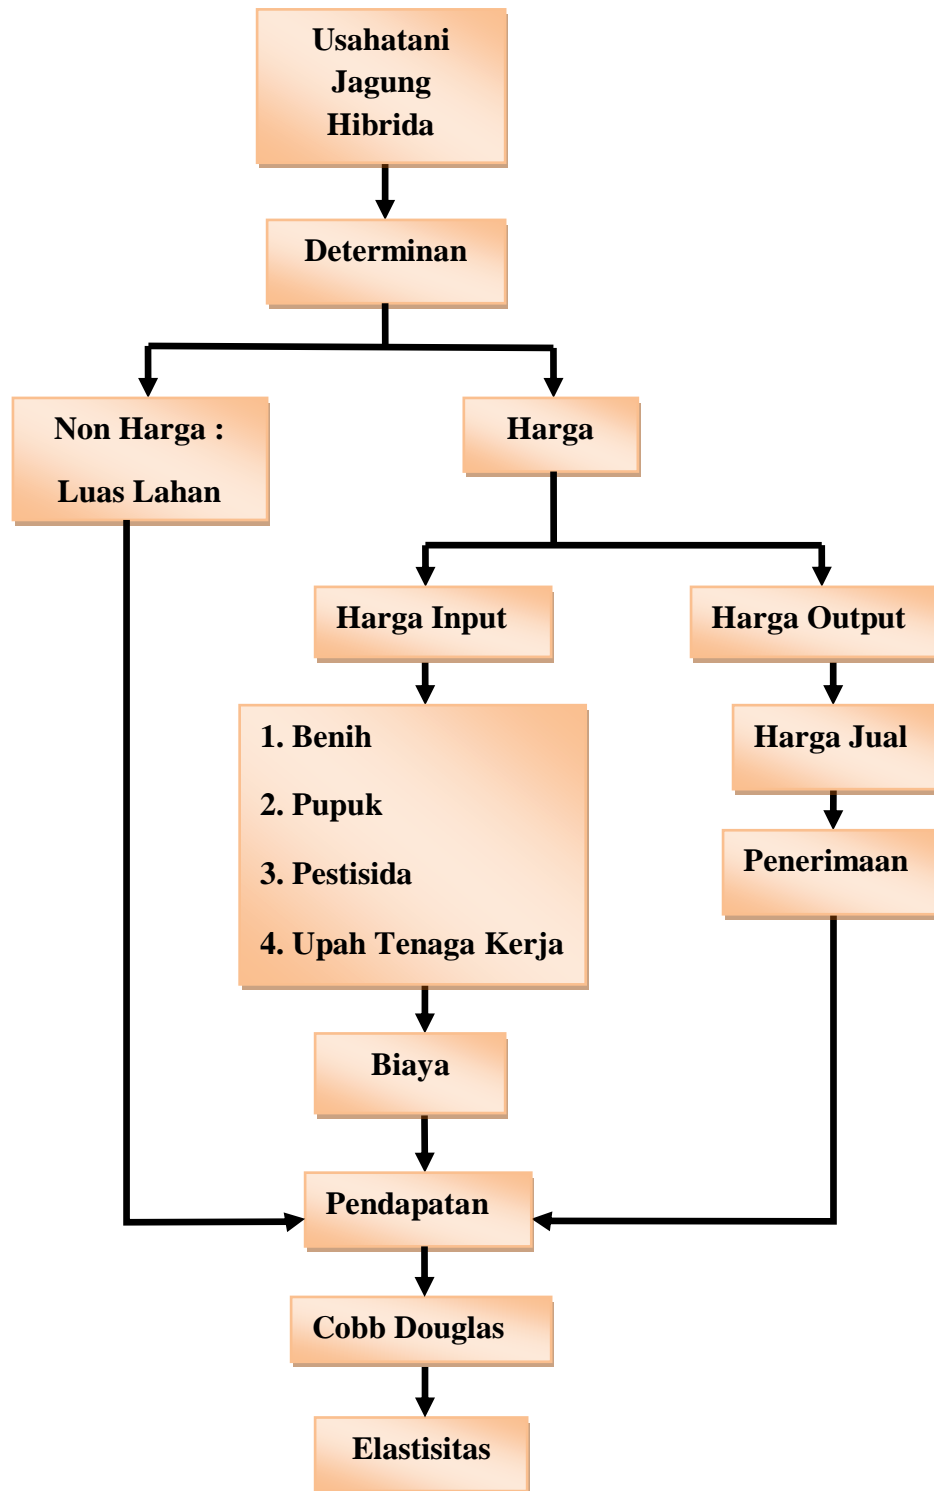 Usahatani
Jagung
Hibrida
Determinan
Non Harga :
Luas Lahan
Harga
Harga Input
Harga Output
1. Benih
2. Pupuk
3. Pestisida
4. Upah Tenaga Kerja
Harga Jual
Penerimaan
Biaya
Pendapatan
Cobb Douglas
Elastisitas